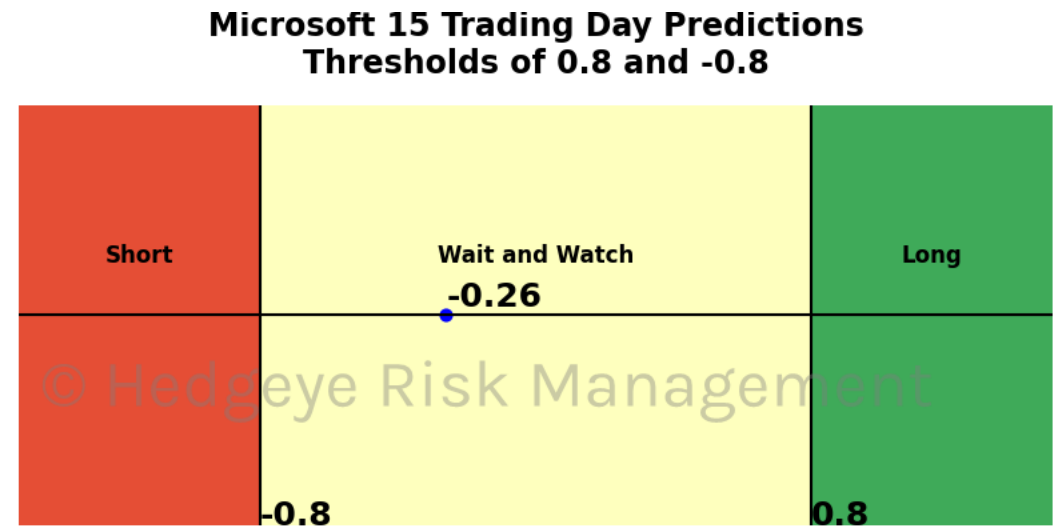 Microsoft 15 Trading Day Predictions
Thresholds of 0.8 and -0.8
Short
Wait and Watch
Long
-0.26
© Hedgeye Risk Management
-0.8
0.8